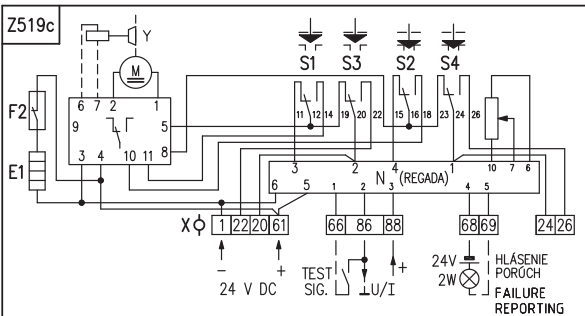 Z519c
Y
M
S1 S3 S2 S4
6 7 2 1
F2
9
5
8
3 4 10 11
E1
11 12 14 19 20 22 15 16 18 23 24 26
10 7 6
3 2 4 1
N (REGADA)
6 5 1 86 3 4 5
X 1 22 20 61 66 86 88 68 69 24 26
− +
24 V DC
TEST
SIG.
U/I
+
24V
2W
HLÁSENIE
PORÚCH
FAILURE
REPORTING